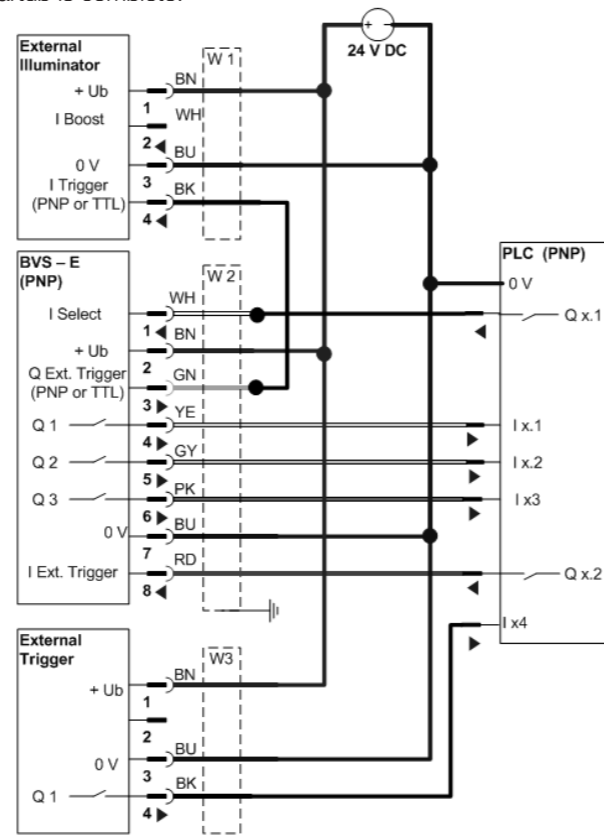 24 V DC
External
Illuminator
W 1
+ Ub
BN
1
I Boost
WH
2
0 V
BU
3
I Trigger
(PNP or TTL)
BK
4
BVS – E
(PNP)
W 2
PLC (PNP)
0 V
I Select
WH
Q x.1
1
BN
+ Ub
2
Q Ext. Trigger
(PNP or TTL)
GN
3
Q 1
YE
I x.1
4
Q 2
GY
I x.2
5
Q 3
PK
I x3
6
0 V
BU
7
I Ext. Trigger
RD
Q x.2
8
I x4
External
Trigger
W3
+ Ub
BN
1
2
0 V
BU
3
Q 1
BK
4